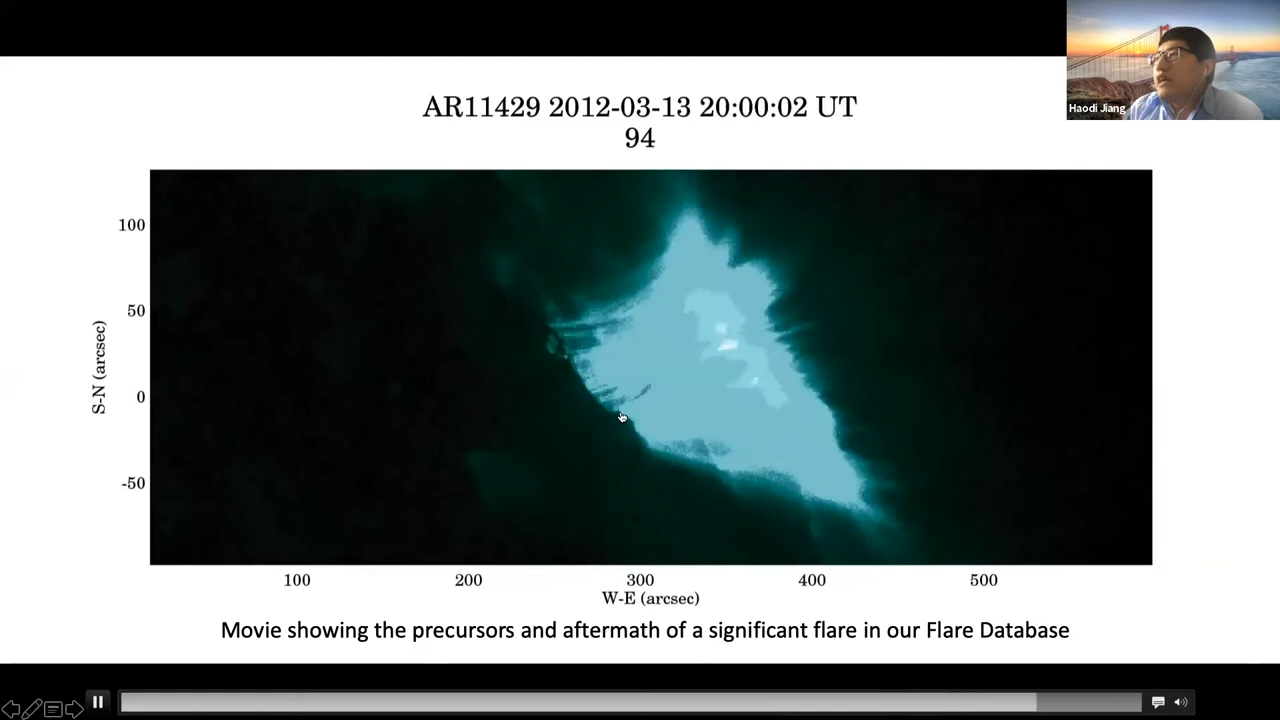 Haodi Jiang
AR11429 2012-03-13 20:00:02 UT
94
100
50
0
-50
S-N (arcsec)
100 200 300 400 500
W-E (arcsec)
Movie showing the precursors and aftermath of a significant flare in our Flare Database